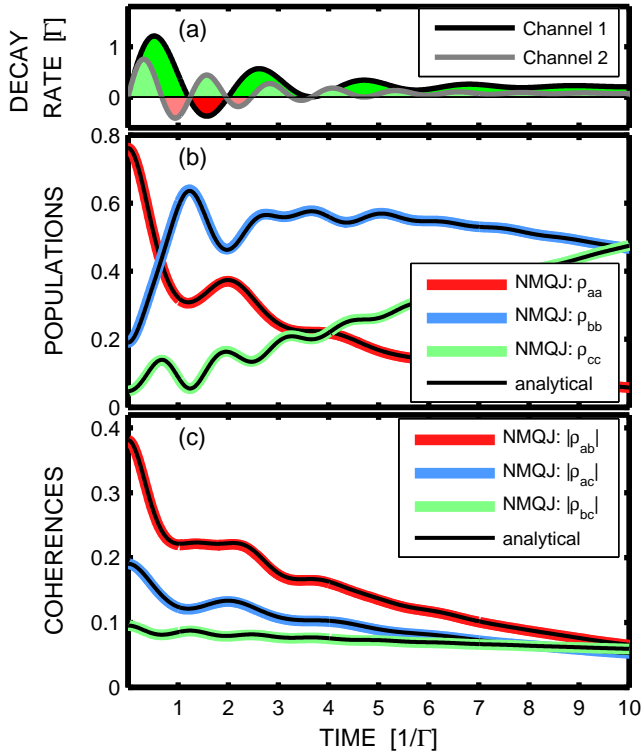 (a)
DECAY
RATE [Γ]
1
0
Channel 1
Channel 2
(b)
POPULATIONS
0.8
0.6
0.4
0.2
0
NMQJ: ρaa
NMQJ: ρbb
NMQJ: ρcc
analytical
(c)
COHERENCES
0.4
0.3
0.2
0.1
0
NMQJ: |ρab|
NMQJ: |ρac|
NMQJ: |ρbc|
analytical
1 2 3 4 5 6 7 8 9 10
TIME [1/Γ]